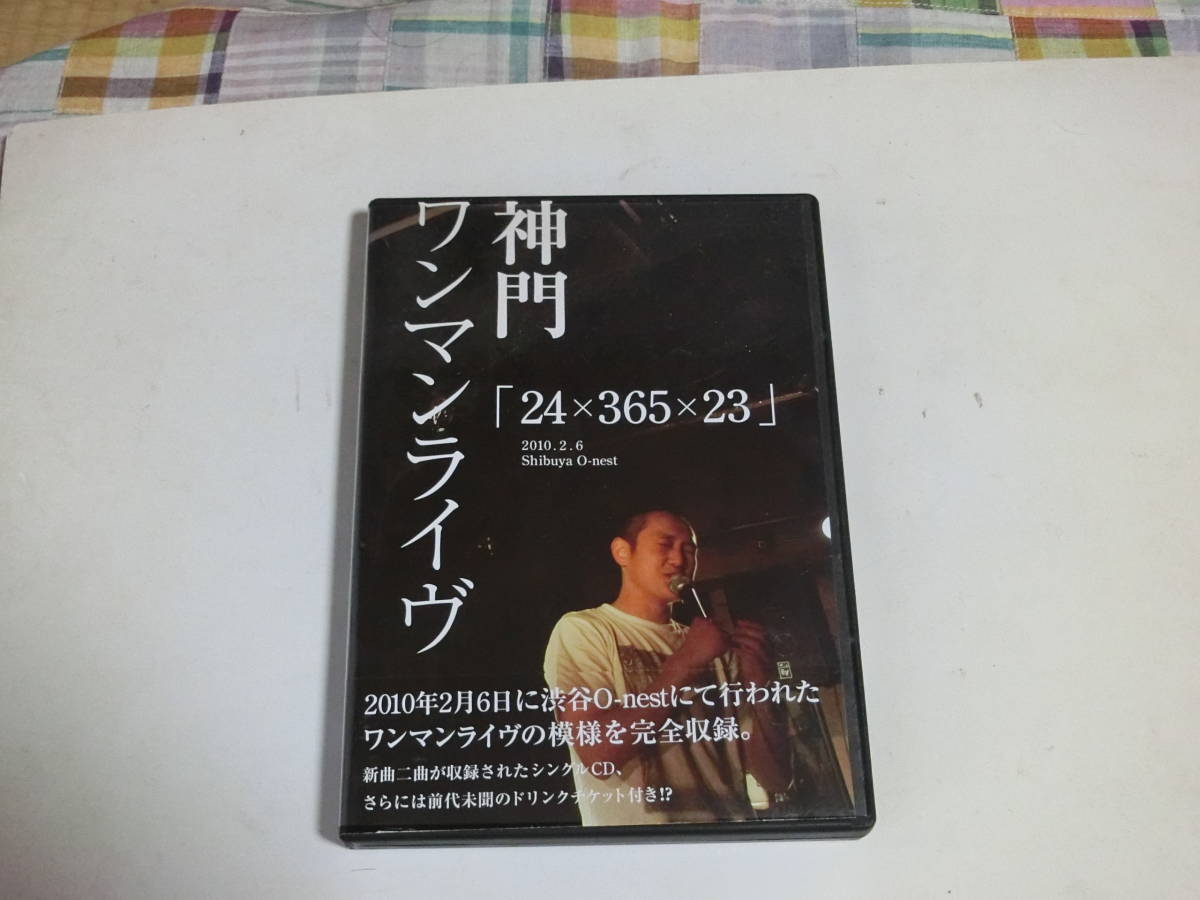 神門
ワンマンライヴ
「24×365×23」
2010.2.6
Shibuya O-nest
2010年2月6日に渋谷O-nestにて行われた
ワンマンライヴの模様を完全収録。
新曲二曲が収録されたシングルCD、
さらには前代未聞のドリンクチケット付き!?